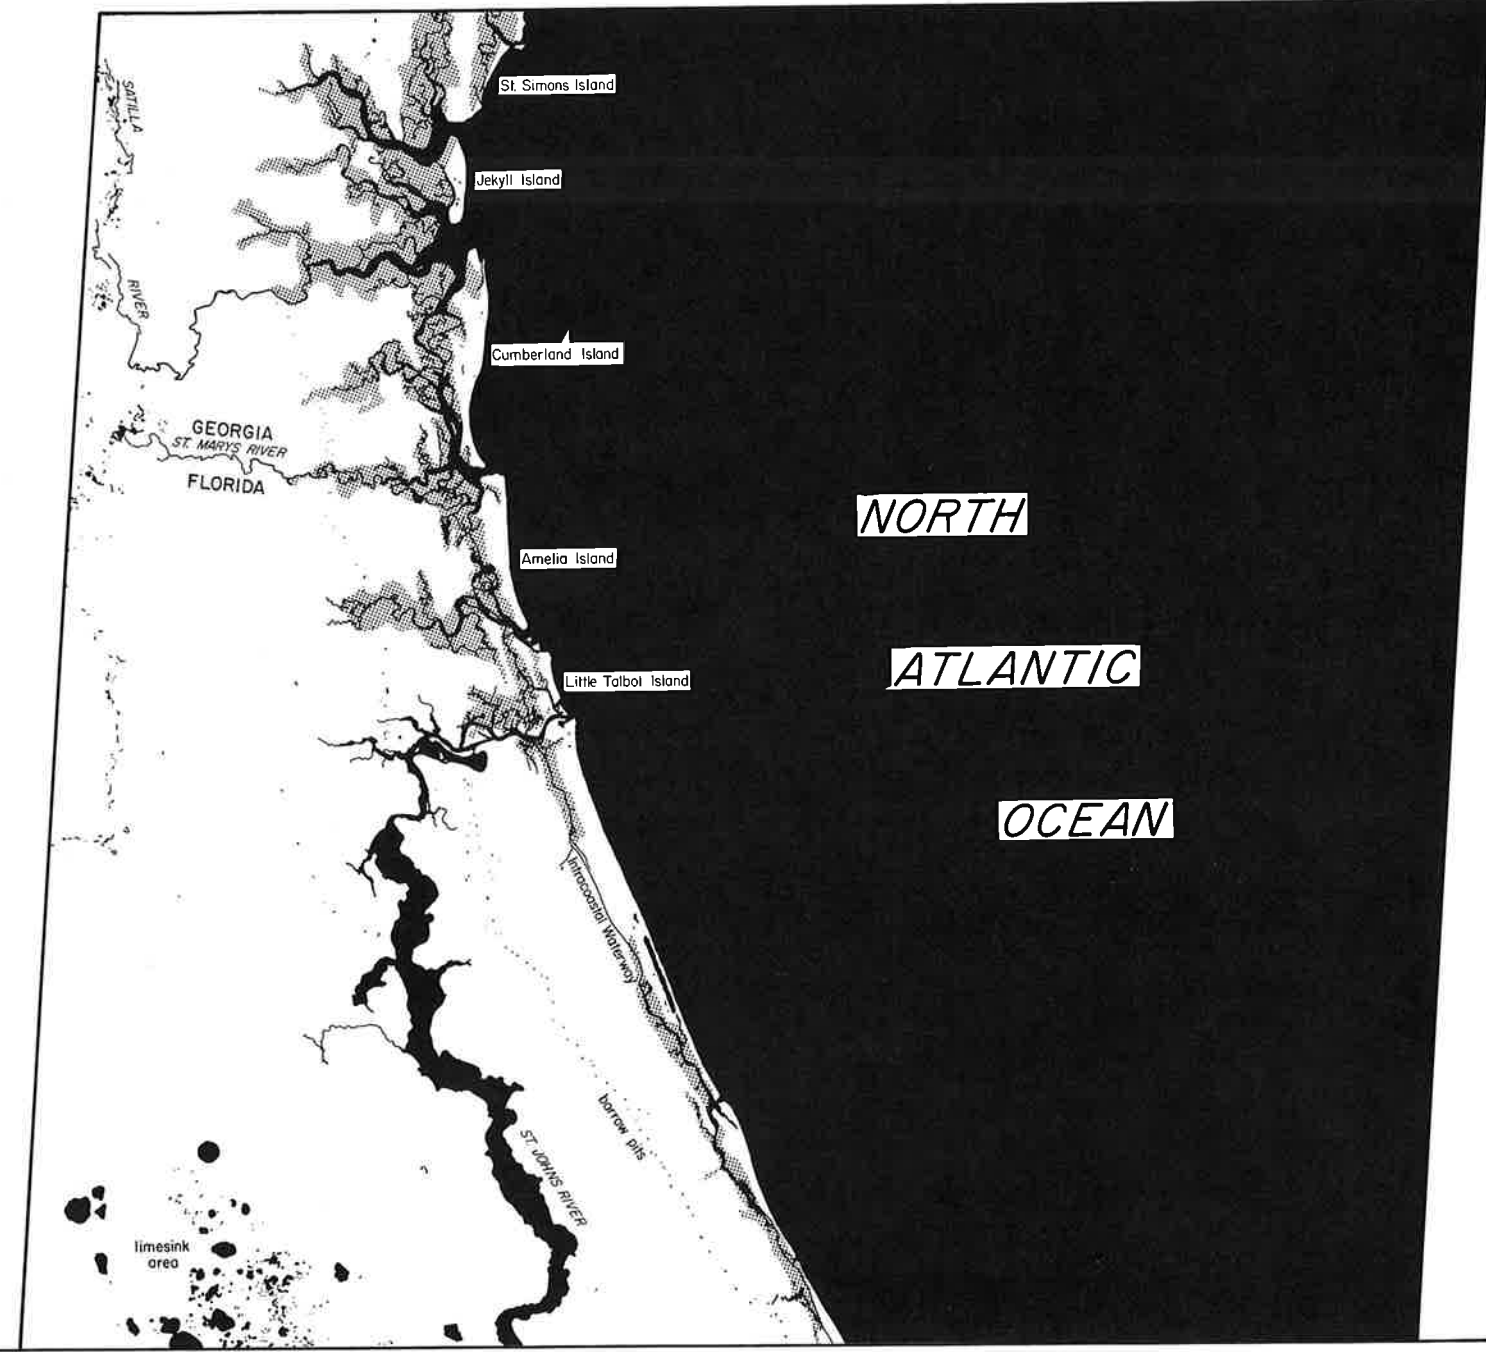 St. Simons Island
SATILLA
Jekyll Island
RIVER
Cumberland Island
GEORGIA
ST. MARYS RIVER
FLORIDA
NORTH
Amelia Island
ATLANTIC
Little Talbot Island
OCEAN
Intracoastal Waterway
borrow pits
ST. JOHNS RIVER
limesink
area